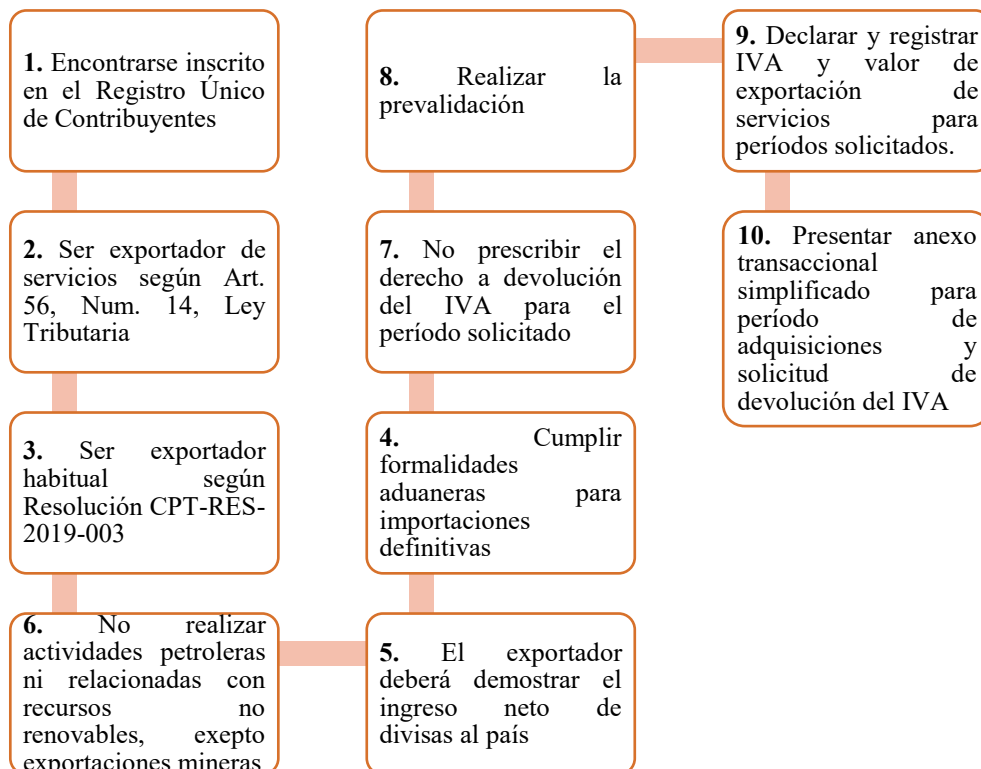 1. Encontrarse inscrito
en el Registro Único
de Contribuyentes
2. Ser exportador de
servicios según Art.
56, Num. 14, Ley
Tributaria
3. Ser exportador
habitual según
Resolución CPT-RES-
2019-003
6. No realizar
actividades petroleras
ni relacionadas con
recursos no
renovables, exepto
exportaciones mineras
5. El exportador
deberá demostrar el
ingreso neto de
divisas al país
4. Cumplir
formalidades
aduaneras para
importaciones
definitivas
7. No prescribir el
derecho a devolución
del IVA para el
período solicitado
8. Realizar la
prevalidación
9. Declarar y registrar
IVA y valor de
exportación de
servicios para
períodos solicitados.
10. Presentar anexo
transaccional
simplificado para
período de
adquisiciones y
solicitud de
devolución del IVA